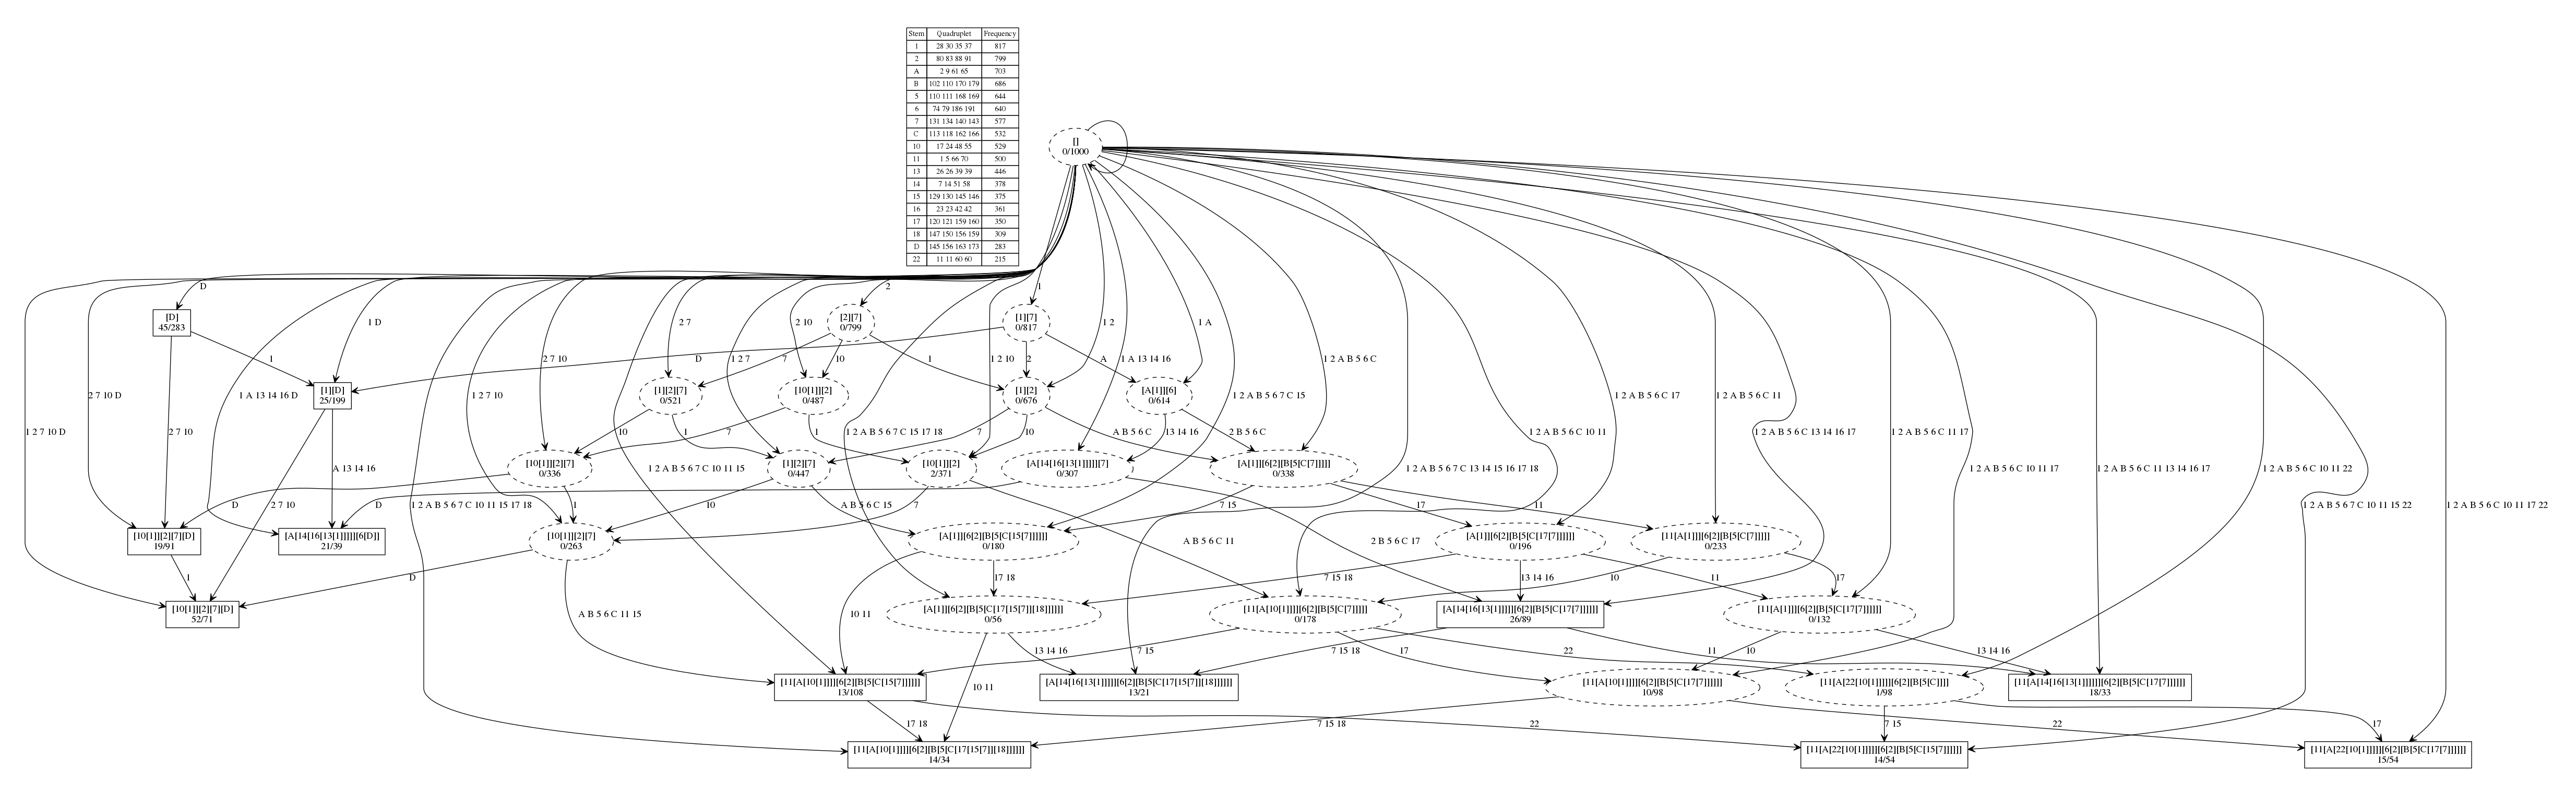 Stem Quadruplet Frequency
1 28 30 35 37 817
2 80 83 88 91 799
A 2 9 61 65 703
B 102 110 170 179 686
5 110 111 168 169 644
6 74 79 186 191 640
7 131 134 140 143 577
C 113 118 162 166 532
10 17 24 48 55 529
11 1 5 66 70 500
13 26 26 39 39 446
14 7 14 51 58 378
15 129 130 145 146 375
16 23 23 42 42 361
17 120 121 159 160 350
18 147 150 156 159 309
D 145 156 163 173 283
22 11 11 60 60 215
[]
0/1000
D
2
1
[D]
45/283
[2][7]
0/799
[1][7]
0/817
1 D
2 7
2 10
1 2
1 A
1
2 7 10
1 2 7
7
10
1
1 2 10
D
2
A
1 A 13 14 16
1 2 A B 5 6 C
[1][D]
25/199
[1][2][7]
0/521
[10[1]][2]
0/487
[1][2]
0/676
[A[1]][6]
0/614
2 7 10 D
1 A 13 14 16 D
1 2 7 10
1 2 A B 5 6 7 C 15
1 2 A B 5 6 C 17
1 2 A B 5 6 C 11
1 2 7 10 D
2 7 10
10
1
7
1
1 2 A B 5 6 7 C 15 17 18
7
10
A B 5 6 C
13 14 16
2 B 5 6 C
1 2 A B 5 6 C 10 11
1 2 A B 5 6 C 13 14 16 17
1 2 A B 5 6 C 11 17
[10[1]][2][7]
0/336
[1][2][7]
0/447
[10[1]][2]
2/371
[A[14[16[13[1]]]]][7]
0/307
[A[1]][6[2][B[5[C[7]]]]]
0/338
A 13 14 16
1 2 A B 5 6 7 C 10 11 15
1 2 A B 5 6 7 C 13 14 15 16 17 18
1 2 A B 5 6 C 10 11 17
1 2 A B 5 6 C 11 13 14 16 17
1 2 A B 5 6 C 10 11 22
2 7 10
1 2 A B 5 6 7 C 10 11 15 17 18
D
1
10
A B 5 6 C 15
7
D
7 15
17
11
1 2 A B 5 6 7 C 10 11 15 22
1 2 A B 5 6 C 10 11 17 22
[10[1]][2][7][D]
19/91
[A[14[16[13[1]]]]][6[D]]
21/39
[10[1]][2][7]
0/263
[A[1]][6[2][B[5[C[15[7]]]]]]
0/180
[A[1]][6[2][B[5[C[17[7]]]]]]
0/196
[11[A[1]]][6[2][B[5[C[7]]]]]
0/233
A B 5 6 C 11
2 B 5 6 C 17
1
D
17 18
7 15 18
13 14 16
11
10
17
[10[1]][2][7][D]
52/71
A B 5 6 C 11 15
10 11
[A[1]][6[2][B[5[C[17[15[7]][18]]]]]]
0/56
[11[A[10[1]]]][6[2][B[5[C[7]]]]]
0/178
[A[14[16[13[1]]]]][6[2][B[5[C[17[7]]]]]]
26/89
[11[A[1]]][6[2][B[5[C[17[7]]]]]]
0/132
13 14 16
7 15
7 15 18
17
22
11
10
13 14 16
[11[A[10[1]]]][6[2][B[5[C[15[7]]]]]]
13/108
10 11
[A[14[16[13[1]]]]][6[2][B[5[C[17[15[7]][18]]]]]]
13/21
[11[A[10[1]]]][6[2][B[5[C[17[7]]]]]]
10/98
[11[A[22[10[1]]]]][6[2][B[5[C]]]]
1/98
[11[A[14[16[13[1]]]]]][6[2][B[5[C[17[7]]]]]]
18/33
17 18
7 15 18
22
7 15
22
17
[11[A[10[1]]]][6[2][B[5[C[17[15[7]][18]]]]]]
14/34
[11[A[22[10[1]]]]][6[2][B[5[C[15[7]]]]]]
14/54
[11[A[22[10[1]]]]][6[2][B[5[C[17[7]]]]]]
15/54